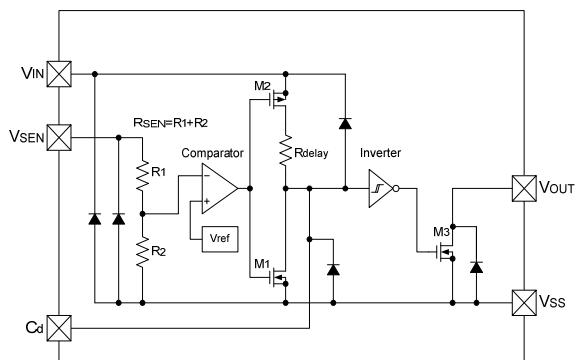 VIN
M2
VSEN
RSEN=R1+R2
Comparator
Rdelay
Inverter
R1
−
+
VOUT
Vref
R2
M1
M3
VSS
Cd